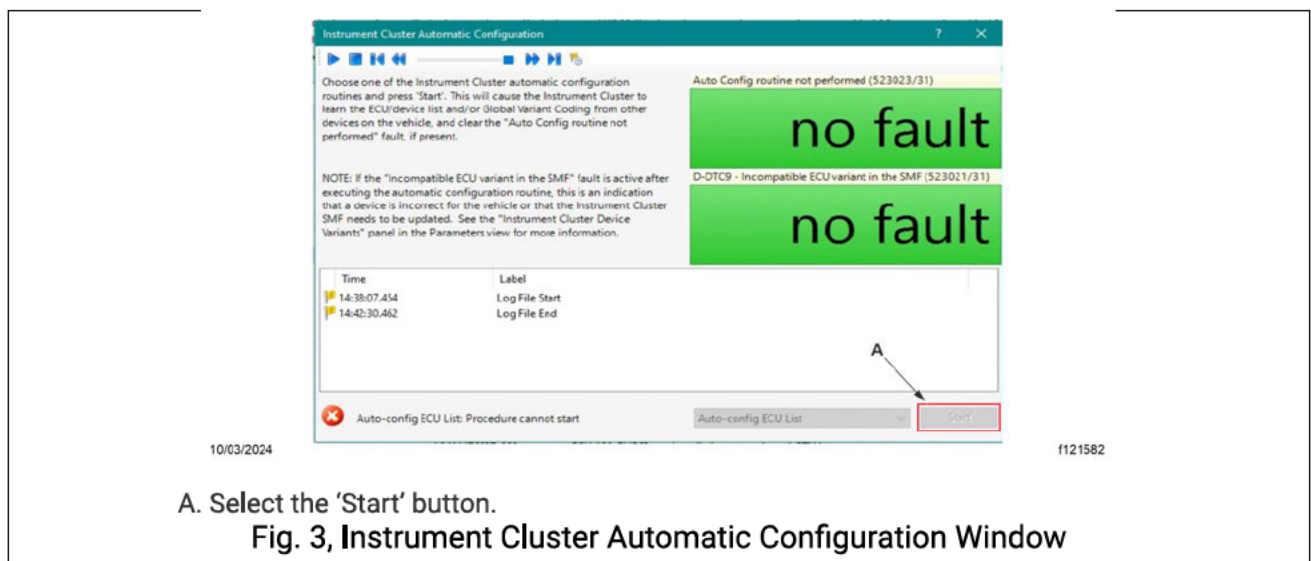 Instrument Cluster Automatic Configuration
? ×
Choose one of the Instrument Cluster automatic configuration
routines and press 'Start'. This will cause the Instrument Cluster to
learn the ECU/device list and/or Global Variant Coding from other
devices on the vehicle, and clear the "Auto Config routine not
performed" fault, if present.
Auto Config routine not performed (523023/31)
no fault
NOTE: If the "Incompatible ECU variant in the SMF" fault is active after
executing the automatic configuration routine, this is an indication
that a device is incorrect for the vehicle or that the Instrument Cluster
SMF needs to be updated. See the "Instrument Cluster Device
Variants" panel in the Parameters view for more information.
D-DTC9 - Incompatible ECU variant in the SMF (523021/31)
no fault
Time Label
14:38:07.454 Log File Start
14:42:30.462 Log File End
A
Auto-config ECU List: Procedure cannot start
Auto-config ECU List
Start
10/03/2024
f121582
A. Select the ‘Start’ button.
Fig. 3, Instrument Cluster Automatic Configuration Window